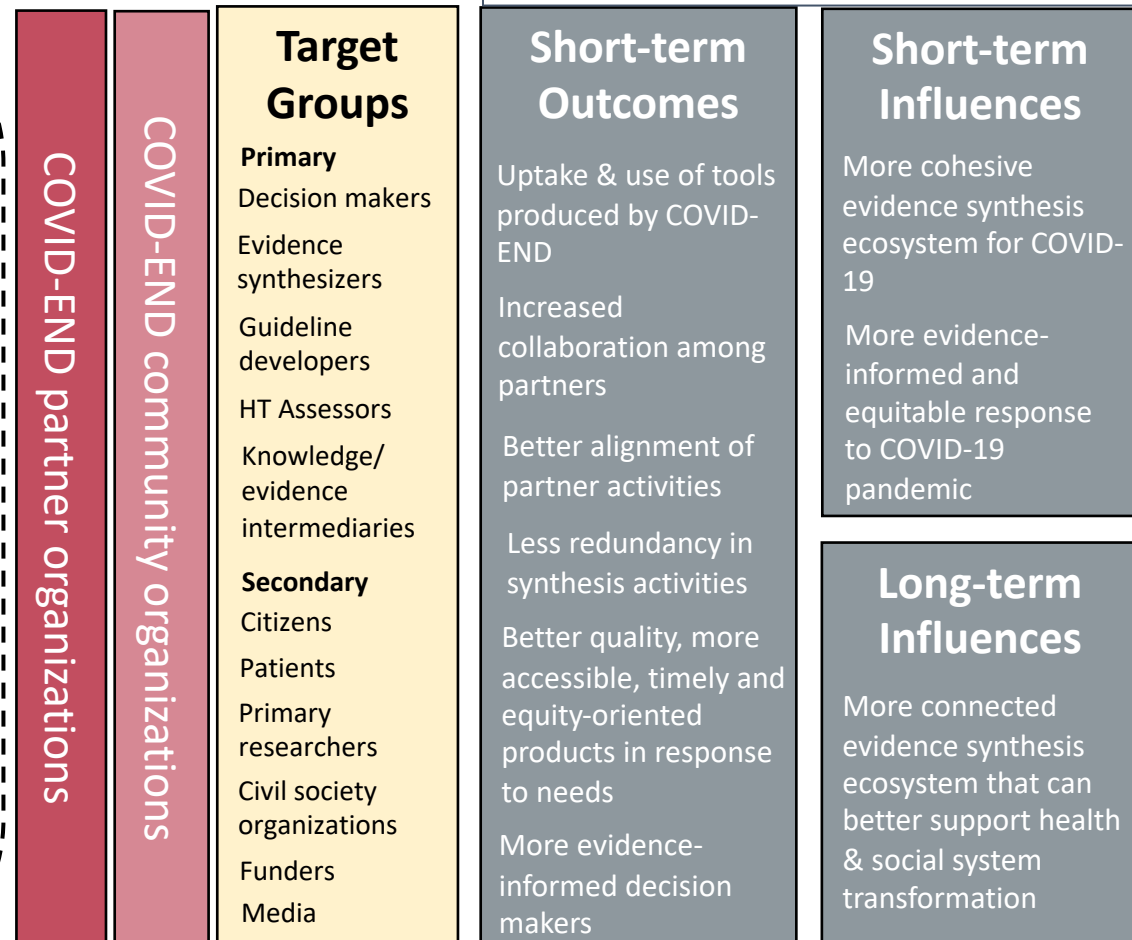 COVID-END partner organizations
COVID-END community organizations
Target
Groups
Primary
Decision makers
Evidence
synthesizers
Guideline
developers
HT Assessors
Knowledge/
evidence
intermediaries
Secondary
Citizens
Patients
Primary
researchers
Civil society
organizations
Funders
Media
Short-term
Outcomes
Uptake & use of tools
produced by COVID-
END
Increased
collaboration among
partners
Better alignment of
partner activities
Less redundancy in
synthesis activities
Better quality, more
accessible, timely and
equity-oriented
products in response
to needs
More evidence-
informed decision
makers
Short-term
Influences
More cohesive
evidence synthesis
ecosystem for COVID-
19
More evidence-
informed and
equitable response
to COVID-19
pandemic
Long-term
Influences
More connected
evidence synthesis
ecosystem that can
better support health
& social system
transformation